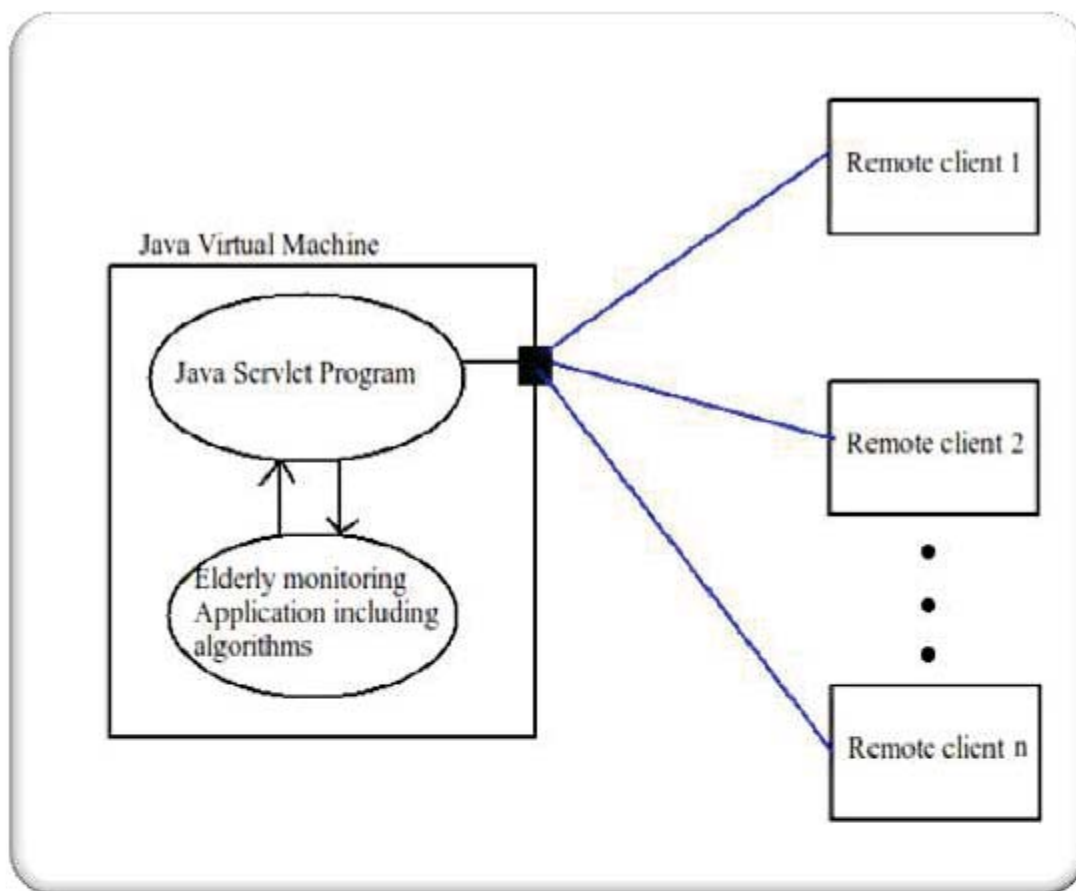 Java Virtual Machine
Java Servlet Program
Elderly monitoring
Application including
algorithms
Remote client 1
Remote client 2
Remote client n